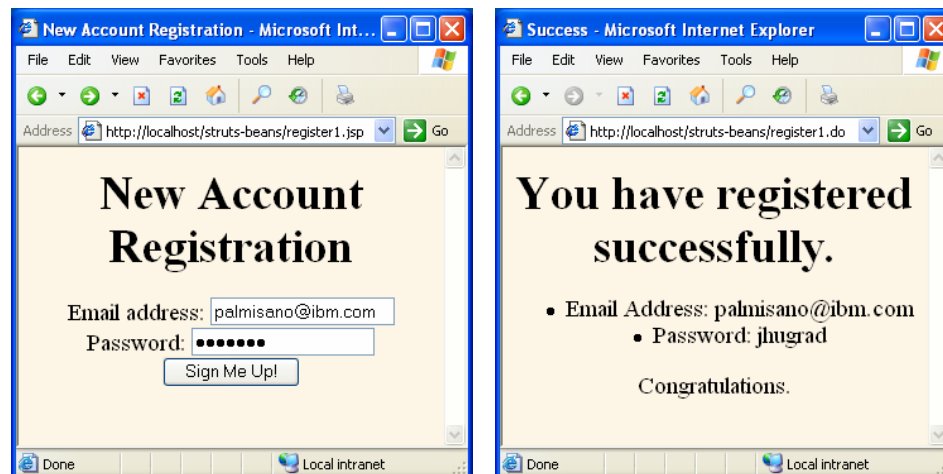 New Account Registration - Microsoft Int...
File Edit View Favorites Tools Help
Address http://localhost/struts-beans/register1.jsp Go
New Account
Registration
Email address: palmisano@ibm.com
Password: •••••••
Sign Me Up!
Done Local intranet
Success - Microsoft Internet Explorer
File Edit View Favorites Tools Help
Address http://localhost/struts-beans/register1.do Go
You have registered
successfully.
• Email Address: palmisano@ibm.com
• Password: jhugrad
Congratulations.
Done Local intranet